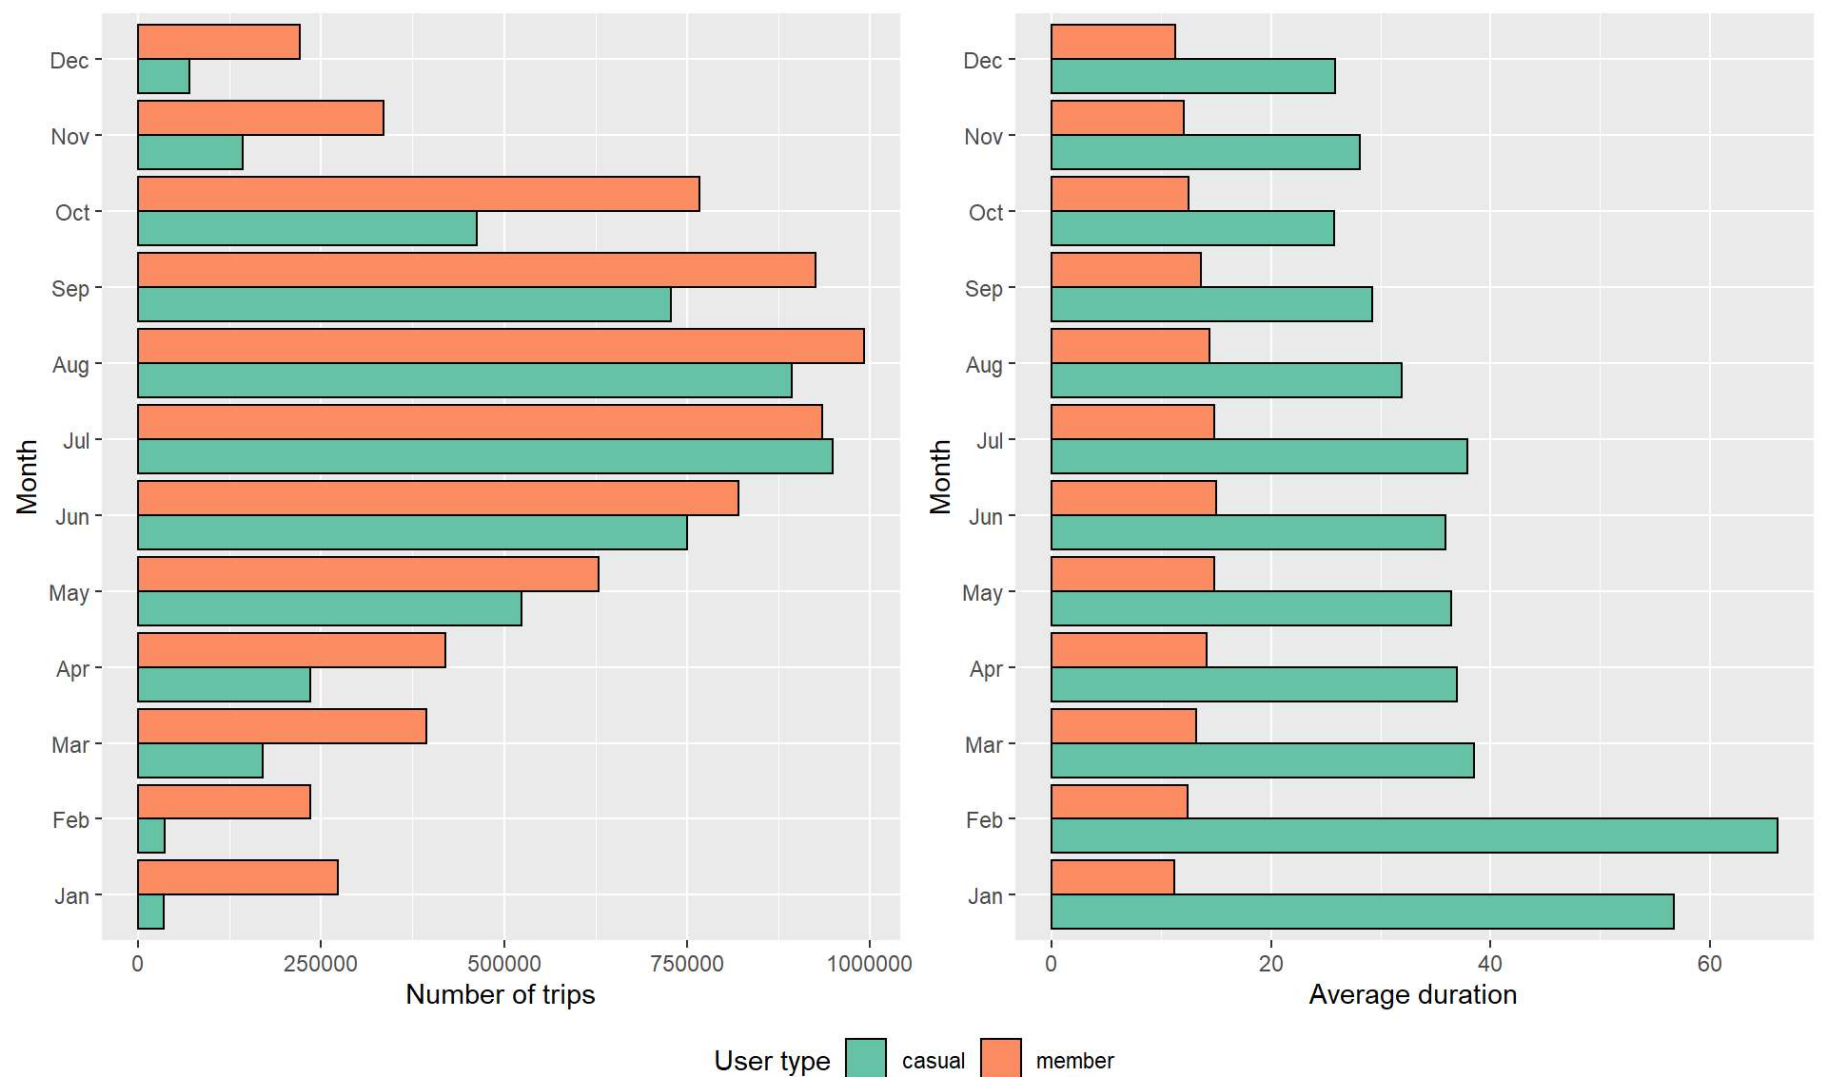 Month
Dec
Nov
Oct
Sep
Aug
Jul
Jun
May
Apr
Mar
Feb
Jan
0 250000 500000 750000 1000000
Number of trips
Month
Dec
Nov
Oct
Sep
Aug
Jul
Jun
May
Apr
Mar
Feb
Jan
0 20 40 60
Average duration
User type casual member